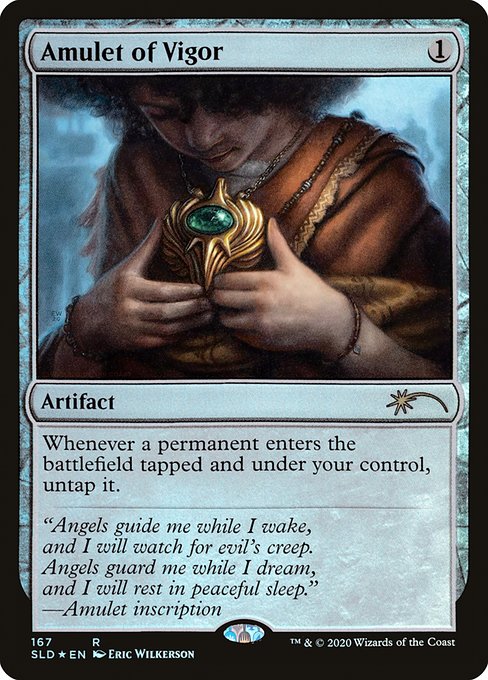 Amulet of Vigor 1
Artifact
Whenever a permanent enters the
battlefield tapped and under your control,
untap it.
“Angels guide me while I wake,
and I will watch for evil’s creep.
Angels guard me while I dream,
and I will rest in peaceful sleep.”
—Amulet inscription
167 R
SLD ★ EN Eric Wilkerson
™ & © 2020 Wizards of the Coast